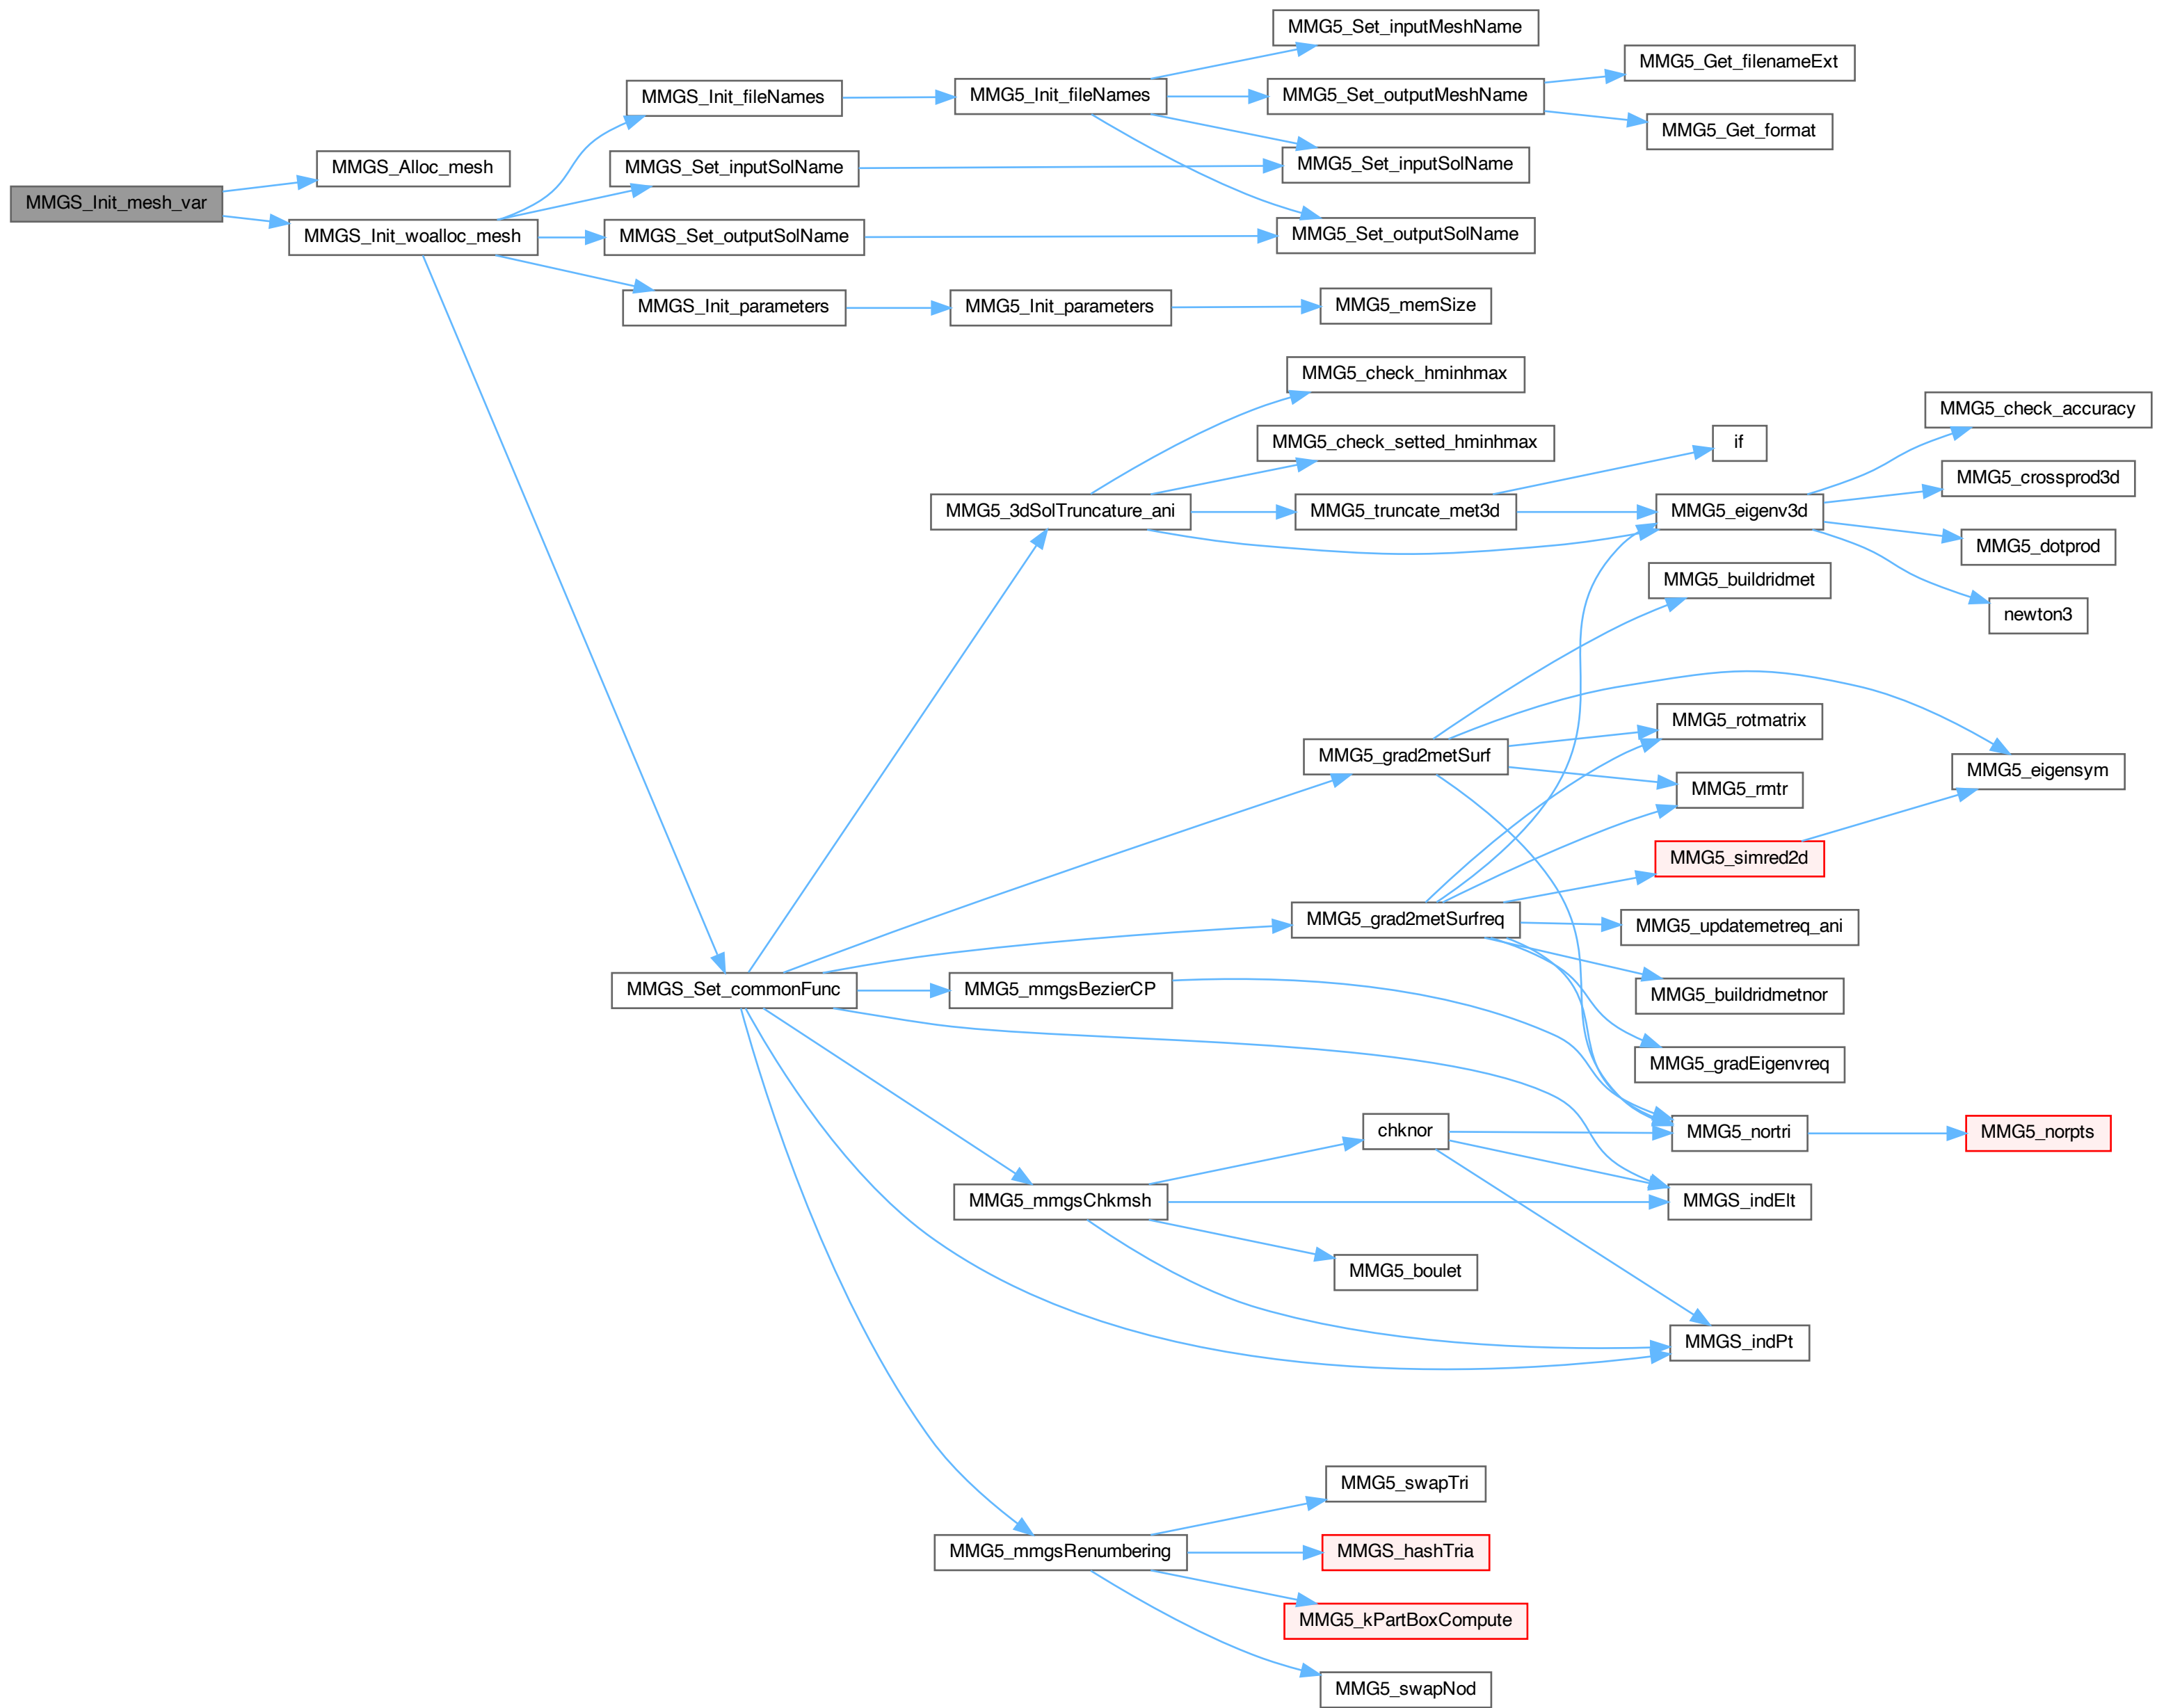 MMGS_Init_mesh_var
MMGS_Alloc_mesh
MMGS_Init_woalloc_mesh
MMGS_Init_fileNames
MMGS_Set_inputSolName
MMGS_Set_outputSolName
MMGS_Init_parameters
MMGS_Set_commonFunc
MMG5_Init_fileNames
MMG5_Init_parameters
MMG5_3dSolTruncature_ani
MMG5_mmgsBezierCP
MMG5_mmgsChkmsh
MMG5_mmgsRenumbering
MMG5_Set_inputMeshName
MMG5_Set_outputMeshName
MMG5_Set_inputSolName
MMG5_Set_outputSolName
MMG5_memSize
MMG5_check_hminhmax
MMG5_check_setted_hminhmax
MMG5_truncate_met3d
MMG5_grad2metSurf
MMG5_grad2metSurfreq
chknor
MMG5_boulet
MMG5_swapTri
MMGS_hashTria
MMG5_kPartBoxCompute
MMG5_swapNod
MMG5_Get_filenameExt
MMG5_Get_format
if
MMG5_eigenv3d
MMG5_buildridmet
MMG5_rotmatrix
MMG5_rmtr
MMG5_simred2d
MMG5_updatemetreq_ani
MMG5_buildridmetnor
MMG5_gradEigenvreq
MMG5_nortri
MMGS_indElt
MMGS_indPt
MMG5_check_accuracy
MMG5_crossprod3d
MMG5_dotprod
newton3
MMG5_eigensym
MMG5_norpts